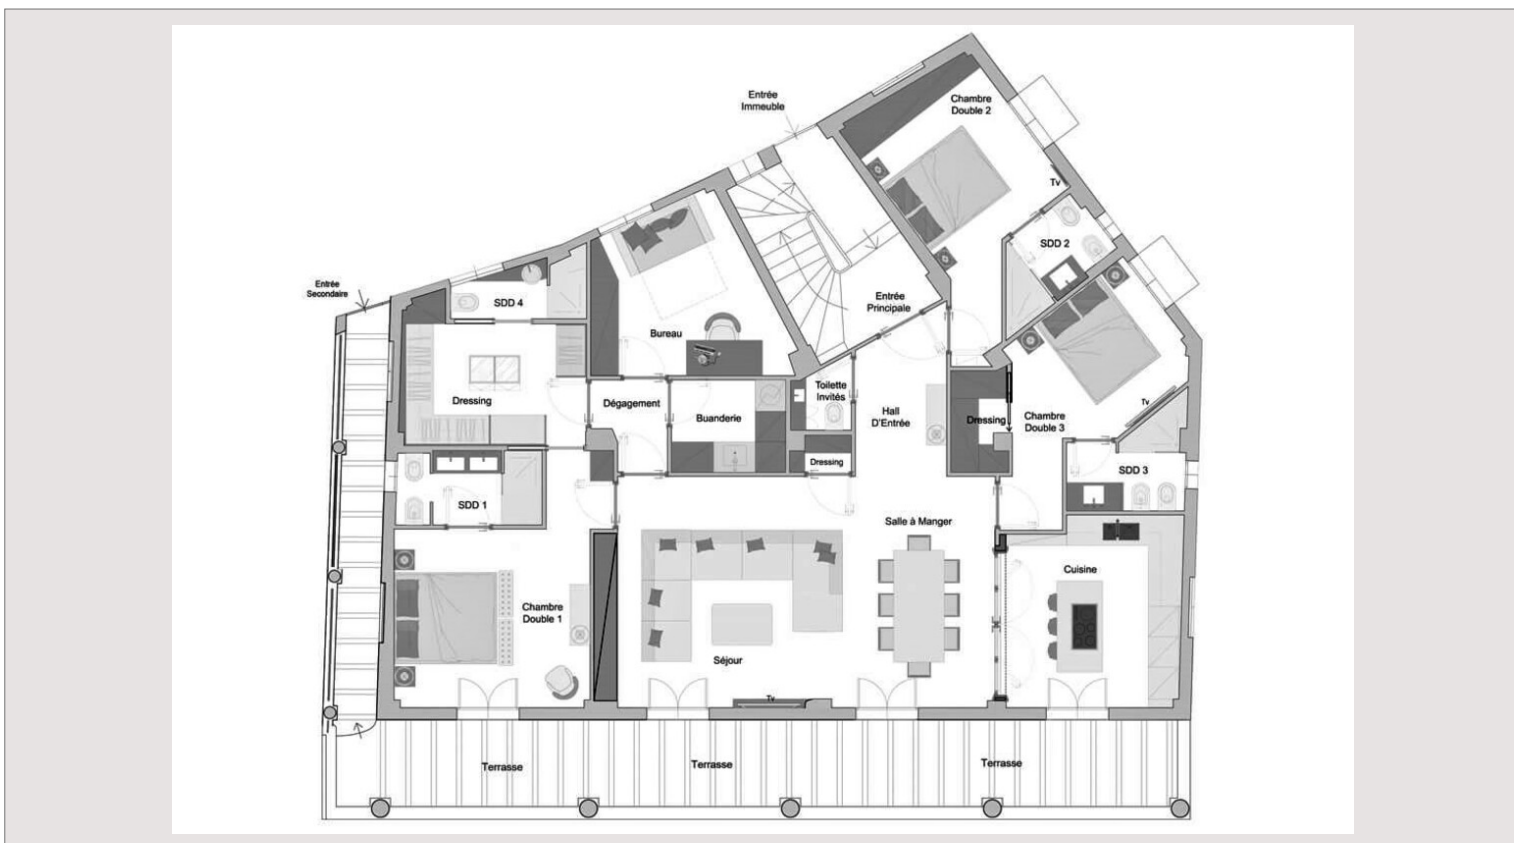 Entrée
Immeuble
Chambre
Double 2
Tv
SDD 2
Entrée
Secondaire
SDD 4
Entrée
Principale
Bureau
Dressing
Dégagement
Buanderie
Toilette
Invités
Hall
D'Entrée
Dressing
Chambre
Double 3
Tv
Dressing
SDD 3
SDD 1
Salle à Manger
Cuisine
Chambre
Double 1
Séjour
Tv
Terrasse
Terrasse
Terrasse